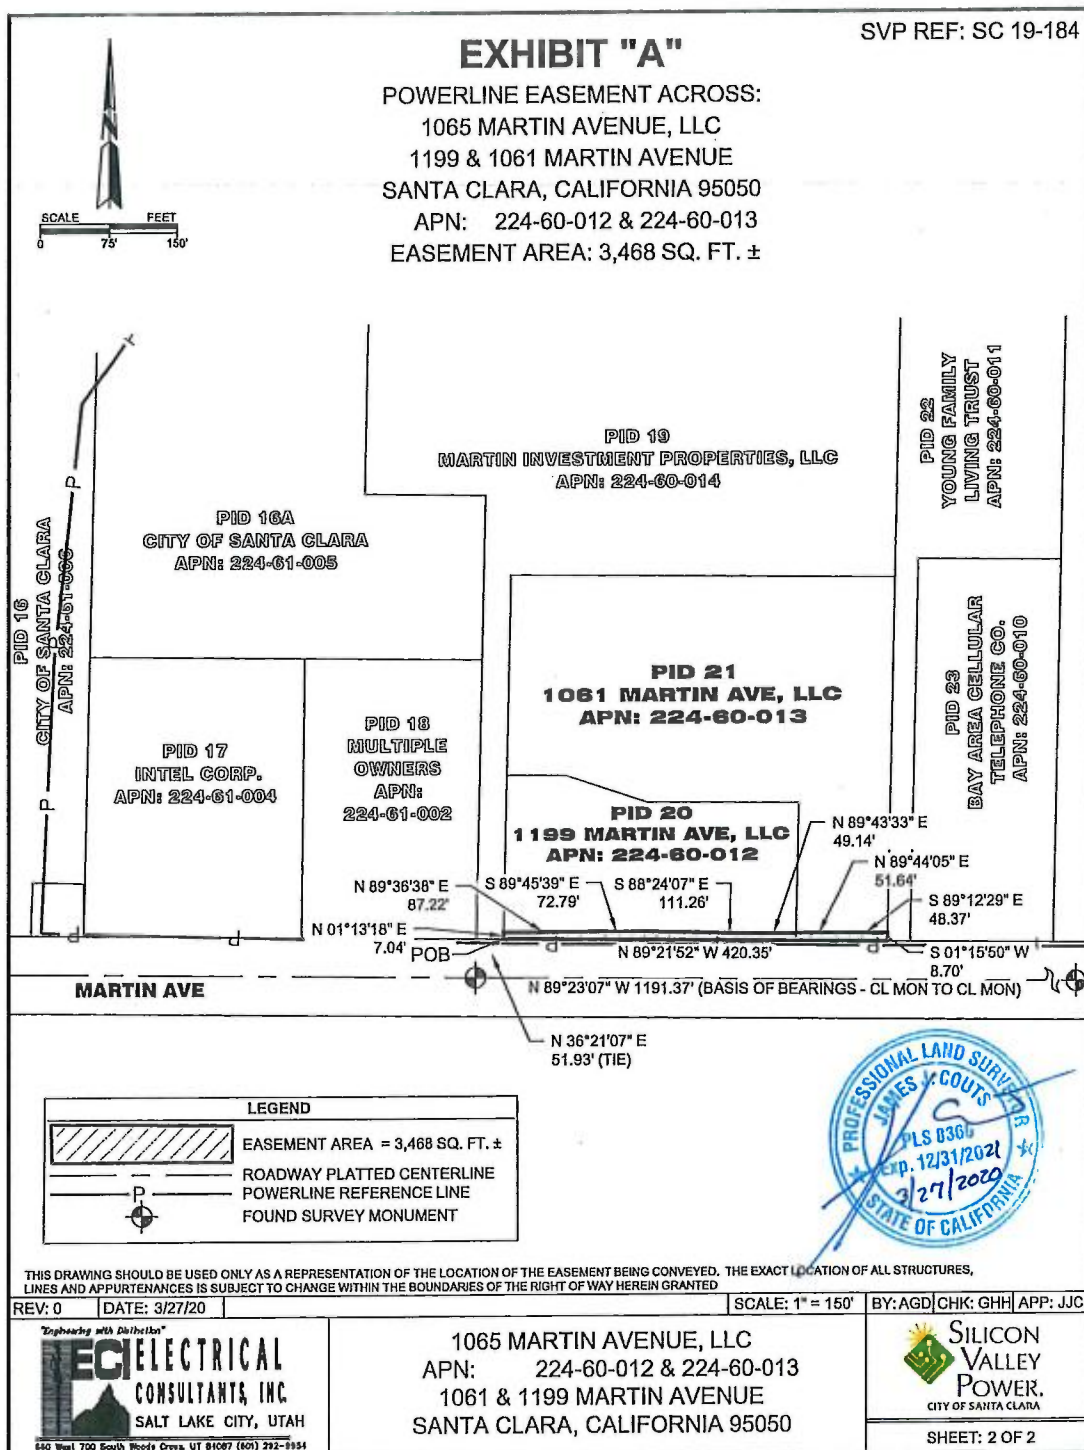 SVP REF: SC 19-184
EXHIBIT "A"
POWERLINE EASEMENT ACROSS:
1065 MARTIN AVENUE, LLC
1199 & 1061 MARTIN AVENUE
SANTA CLARA, CALIFORNIA 95050
APN: 224-60-012 & 224-60-013
EASEMENT AREA: 3,468 SQ. FT. ±
N
SCALE FEET
0 75' 150'
PID 16
CITY OF SANTA CLARA
P
P
P
PID 16A
CITY OF SANTA CLARA
APN: 224-61-005
PID 19
MARTIN INVESTMENT PROPERTIES, LLC
APN: 224-60-014
PID 22
YOUNG FAMILY
LIVING TRUST
APN: 224-60-011
PID 17
INTEL CORP.
APN: 224-61-004
PID 18
MULTIPLE
OWNERS
APN:
224-61-002
PID 21
1061 MARTIN AVE, LLC
APN: 224-60-013
PID 20
1199 MARTIN AVE, LLC
APN: 224-60-012
PID 23
BAY AREA CELLULAR
TELEPHONE CO.
APN: 224-60-010
N 89°43'33" E
49.14'
N 89°44'05" E
51.64'
N 89°36'38" E
87.22'
S 89°45'39" E
72.79'
S 88°24'07" E
111.26'
S 89°12'29" E
48.37'
N 01°13'18" E
7.04'
POB
N 89°21'52" W 420.35'
S 01°15'50" W
8.70'
P
P
P
P
MARTIN AVE
N 89°23'07" W 1191.37' (BASIS OF BEARINGS - CL MON TO CL MON)
N 36°21'07" E
51.93' (TIE)
LEGEND
EASEMENT AREA = 3,468 SQ. FT. ±
ROADWAY PLATTED CENTERLINE
P POWERLINE REFERENCE LINE
FOUND SURVEY MONUMENT
PROFESSIONAL LAND SURVEYOR
JAMES J. COUTS
Exp. 12/31/2021
3/27/2020
STATE OF CALIFORNIA
THIS DRAWING SHOULD BE USED ONLY AS A REPRESENTATION OF THE LOCATION OF THE EASEMENT BEING CONVEYED. THE EXACT LOCATION OF ALL STRUCTURES,
LINES AND APPURTENANCES IS SUBJECT TO CHANGE WITHIN THE BOUNDARIES OF THE RIGHT OF WAY HEREIN GRANTED
REV: 0 DATE: 3/27/20 SCALE: 1" = 150' BY:AGD CHK: GHH APP: JJC
"Engineering with Distinction"
ECI ELECTRICAL
CONSULTANTS, INC.
SALT LAKE CITY, UTAH
660 West 700 South Woods Cross, UT 84087 (801) 292-9954
1065 MARTIN AVENUE, LLC
APN: 224-60-012 & 224-60-013
1061 & 1199 MARTIN AVENUE
SANTA CLARA, CALIFORNIA 95050
SILICON
VALLEY
POWER.
CITY OF SANTA CLARA
SHEET: 2 OF 2